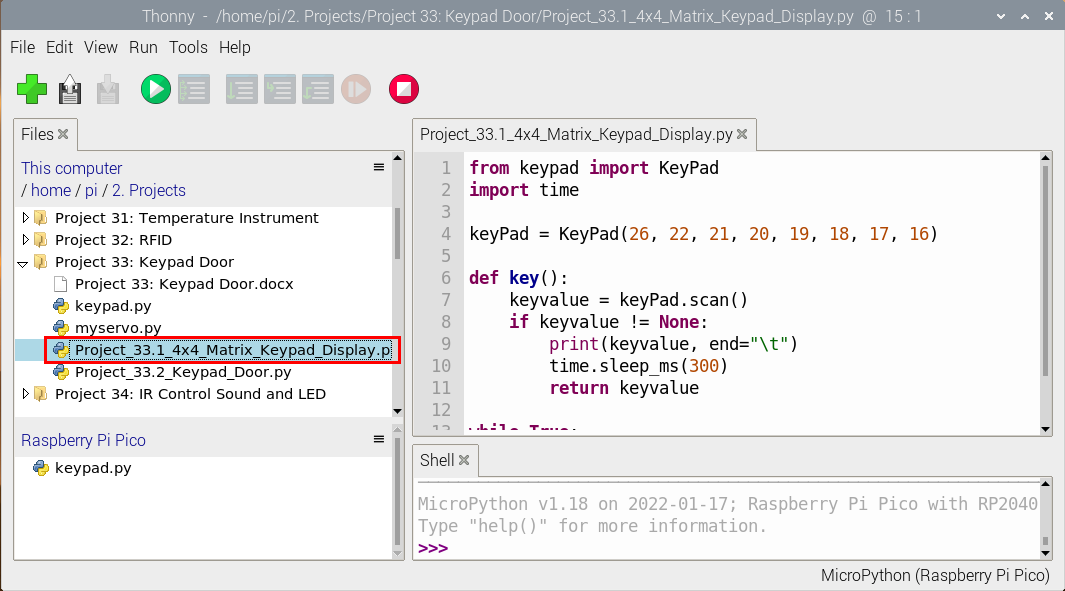 Thonny - /home/pi/2. Projects/Project 33: Keypad Door/Project_33.1_4x4_Matrix_Keypad_Display.py @ 15 : 1
File Edit View Run Tools Help
Files
This computer
/ home / pi / 2. Projects
Project 31: Temperature Instrument
Project 32: RFID
Project 33: Keypad Door
Project 33: Keypad Door.docx
keypad.py
myservo.py
Project_33.1_4x4_Matrix_Keypad_Display.p
Project_33.2_Keypad_Door.py
Project 34: IR Control Sound and LED
Raspberry Pi Pico
keypad.py
Project_33.1_4x4_Matrix_Keypad_Display.py
1 from keypad import KeyPad
2 import time
3
4 keyPad = KeyPad(26, 22, 21, 20, 19, 18, 17, 16)
5
6 def key():
7     keyvalue = keyPad.scan()
8     if keyvalue != None:
9         print(keyvalue, end="\t")
10         time.sleep_ms(300)
11         return keyvalue
12
13 while True:
Shell
MicroPython v1.18 on 2022-01-17; Raspberry Pi Pico with RP2040
Type "help()" for more information.
>>>
MicroPython (Raspberry Pi Pico)